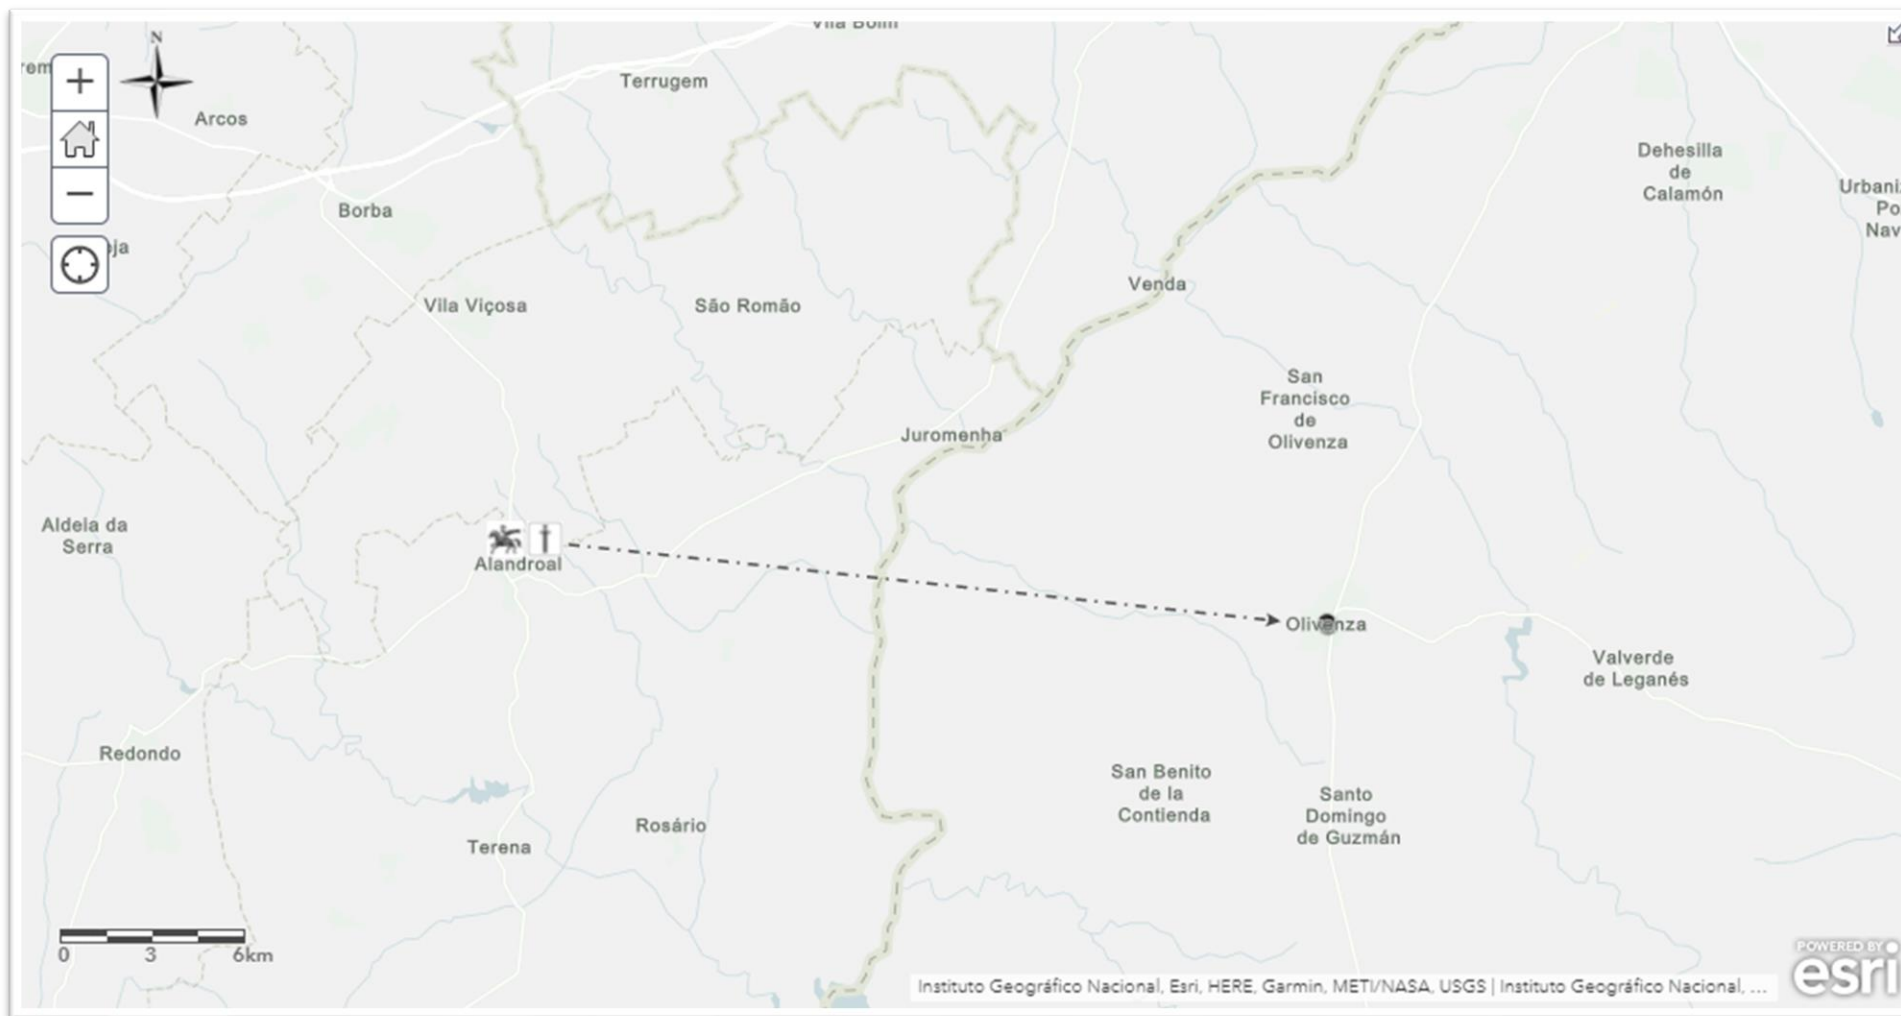 N
Arcos
Terrugem
Borba
Vila Viçosa
São Romão
Venda
Dehesilla
de
Calamón
San
Francisco
de
Olivenza
Juromenha
Aldeia da
Serra
Alandroal
Olivenza
Valverde
de Leganés
Redondo
Terena
Rosário
San Benito
de la
Contienda
Santo
Domingo
de Guzmán
0 3 6km
Instituto Geográfico Nacional, Esri, HERE, Garmin, METI/NASA, USGS | Instituto Geográfico Nacional, ...
POWERED BY
esri